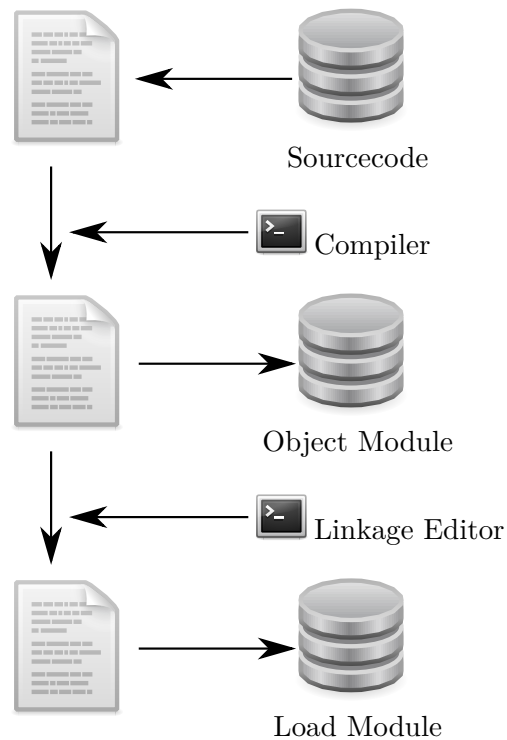 Sourcecode
Compiler
Object Module
Linkage Editor
Load Module